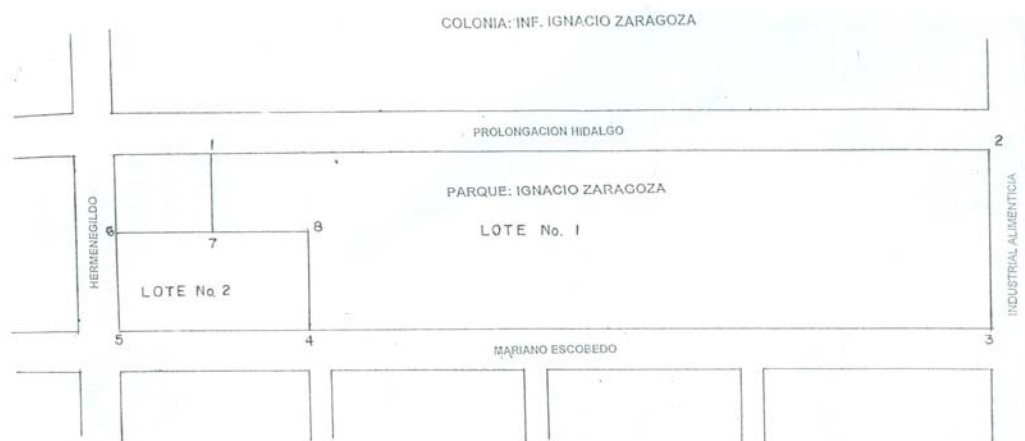 COLONIA: INF. IGNACIO ZARAGOZA
PROLONGACION HIDALGO
1
2
PARQUE: IGNACIO ZARAGOZA
HERMENEGILDO
INDUSTRIAL ALIMENTICIA
6
7
8
LOTE No. 1
LOTE No. 2
5
4
3
MARIANO ESCOBEDO